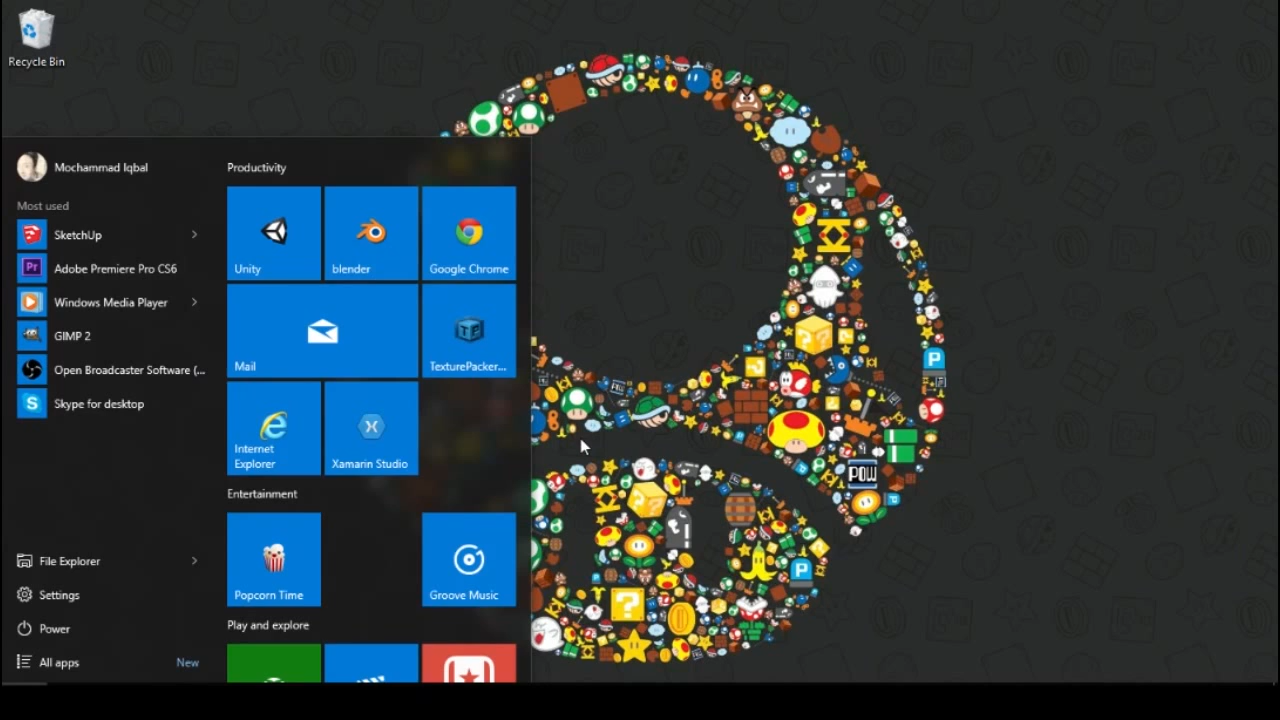 Recycle Bin
Mochammad Iqbal
Most used
SketchUp
Adobe Premiere Pro CS6
Windows Media Player
GIMP 2
Open Broadcaster Software (...
Skype for desktop
File Explorer
Settings
Power
All apps
New
Productivity
Unity
blender
Google Chrome
Mail
TexturePacker...
Internet
Explorer
Xamarin Studio
Entertainment
Popcorn Time
Groove Music
Play and explore
Pr
S
TE
P
POW
P